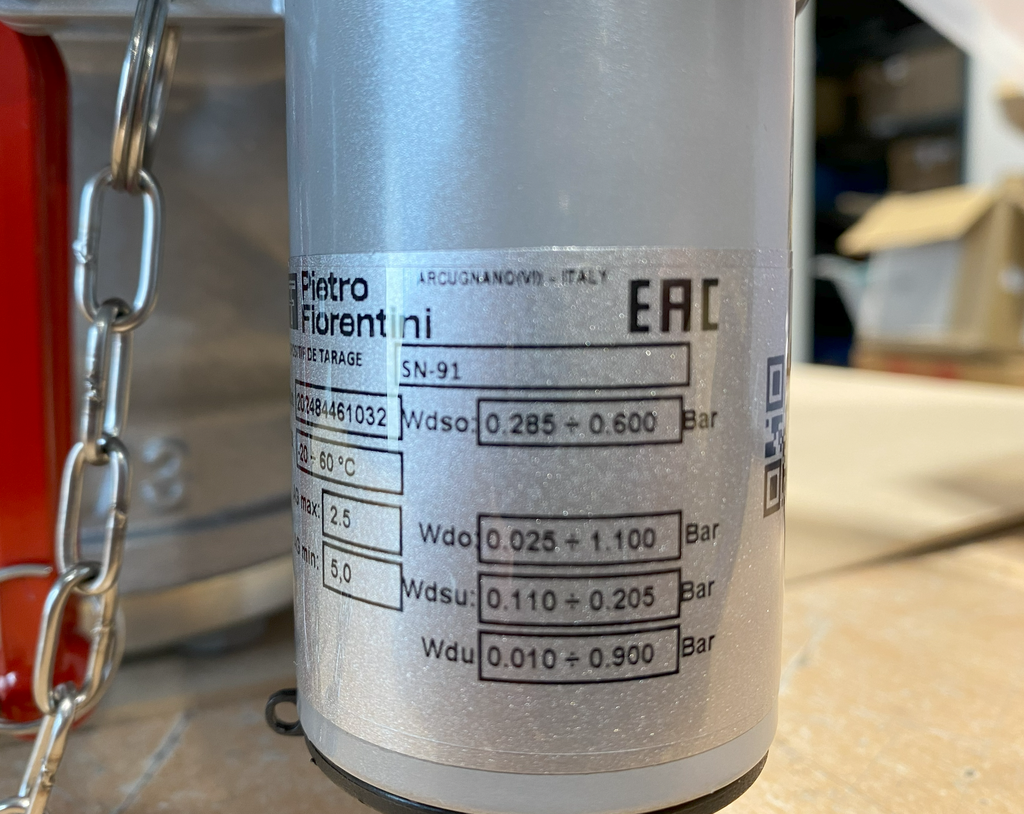 Pietro
Fiorentini
ARCUGNANO(VI) - ITALY
EAC
DE TARAGE
SN-91
202484461032
Wdso: 0.285 ÷ 0.600 Bar
-20 ÷ 60 °C
max: 2.5
Wdo: 0.025 ÷ 1.100 Bar
min: 5,0
Wdsu: 0.110 ÷ 0.205 Bar
Wdu 0.010 ÷ 0.900 Bar